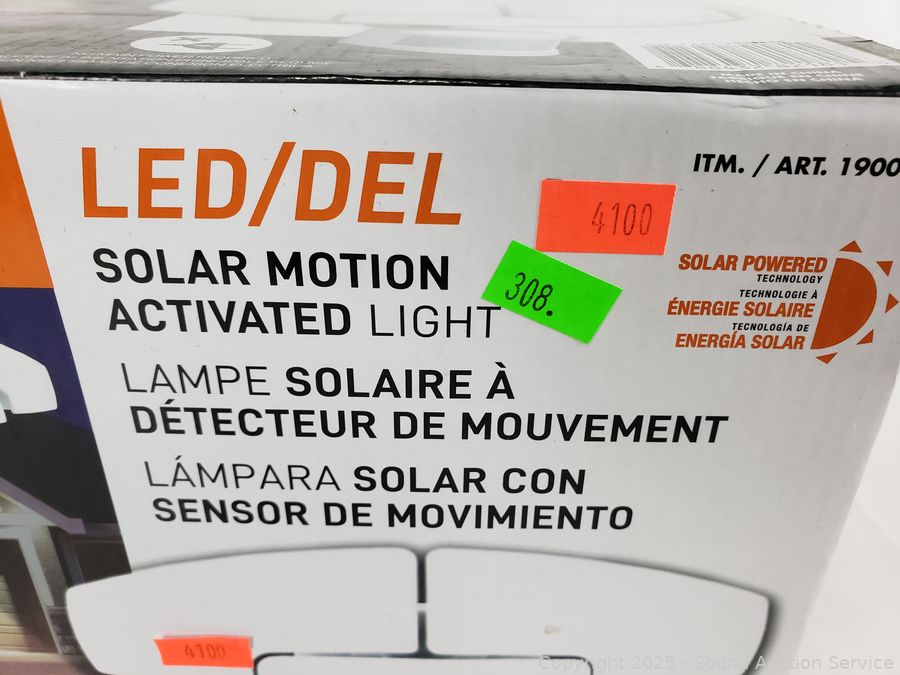 LED/DEL
ITM. / ART. 1900
4100
SOLAR MOTION
ACTIVATED LIGHT
308.
SOLAR POWERED
TECHNOLOGY
TECHNOLOGIE À
ÉNERGIE SOLAIRE
TECNOLOGÍA DE
ENERGÍA SOLAR
LAMPE SOLAIRE À
DÉTECTEUR DE MOUVEMENT
LÁMPARA SOLAR CON
SENSOR DE MOVIMIENTO
4100
Copyright 2025 - Sound Auction Service